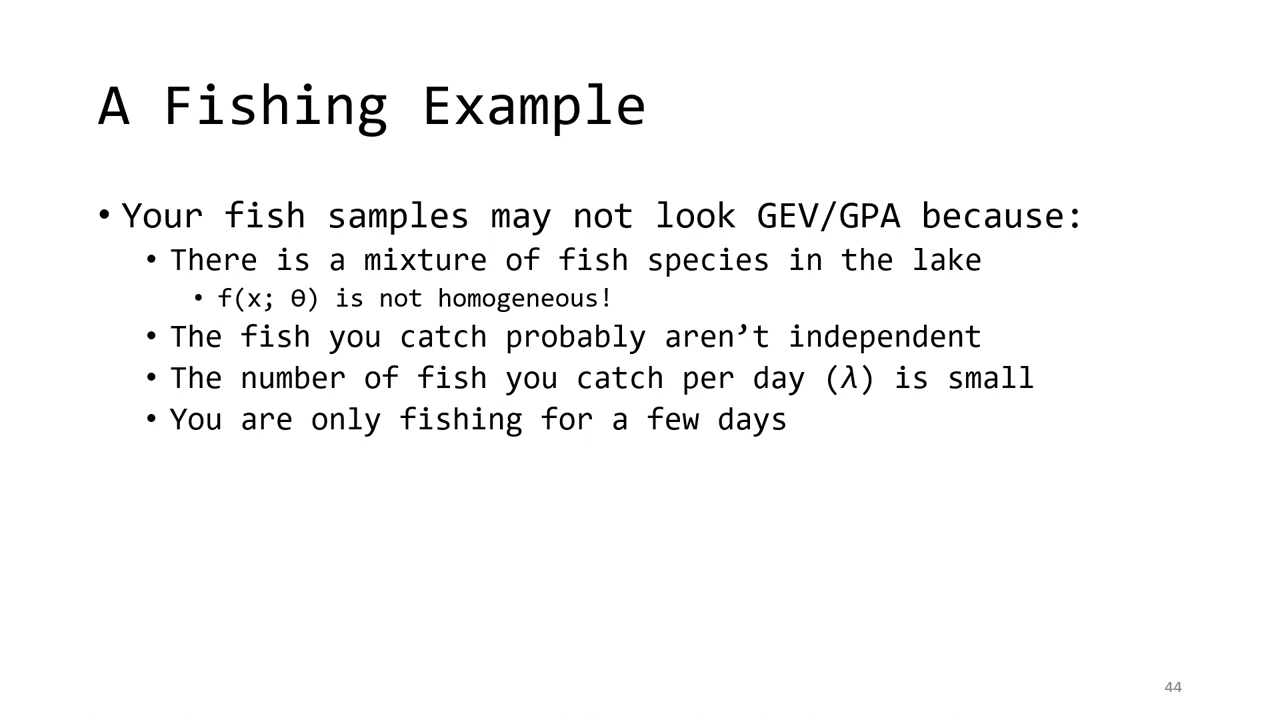 A Fishing Example
• Your fish samples may not look GEV/GPA because:
• There is a mixture of fish species in the lake
• f(x; ϴ) is not homogeneous!
• The fish you catch probably aren’t independent
• The number of fish you catch per day (λ) is small
• You are only fishing for a few days
44